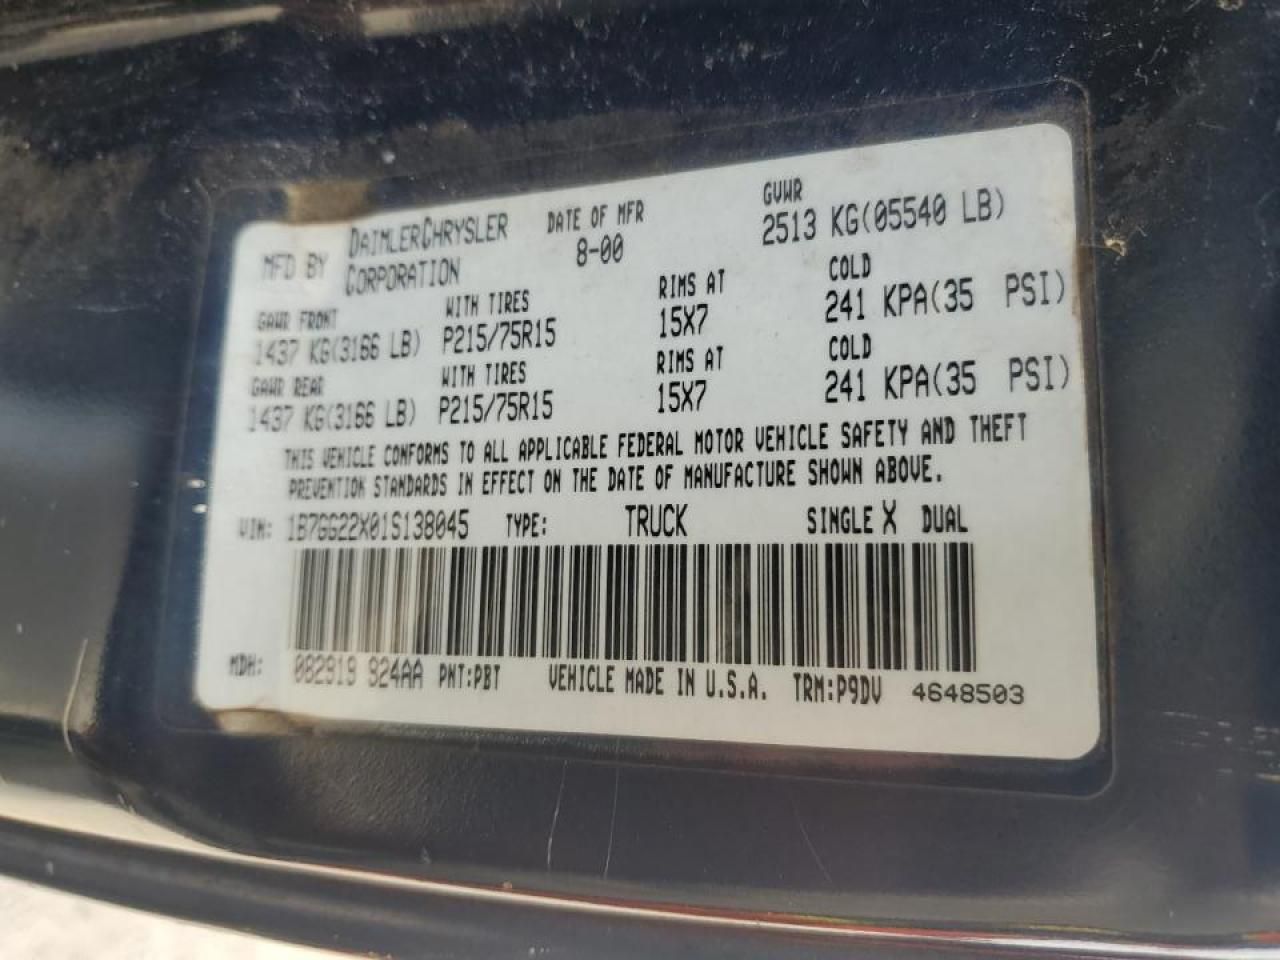 MFD BY DAIMLERCHRYSLER CORPORATION DATE OF MFR 8-00 GVWR 2513 KG(05540 LB)
GAWR FRONT WITH TIRES RIMS AT COLD
1437 KG(3166 LB) P215/75R15 15X7 241 KPA(35 PSI)
GAWR REAR WITH TIRES RIMS AT COLD
1437 KG(3166 LB) P215/75R15 15X7 241 KPA(35 PSI)
THIS VEHICLE CONFORMS TO ALL APPLICABLE FEDERAL MOTOR VEHICLE SAFETY AND THEFT
PREVENTION STANDARDS IN EFFECT ON THE DATE OF MANUFACTURE SHOWN ABOVE.
VIN: 1B7GG22X01S138045 TYPE: TRUCK SINGLE X DUAL
MDH: 082919 924AA PNT:PBT VEHICLE MADE IN U.S.A. TRM:P9DV 4648503